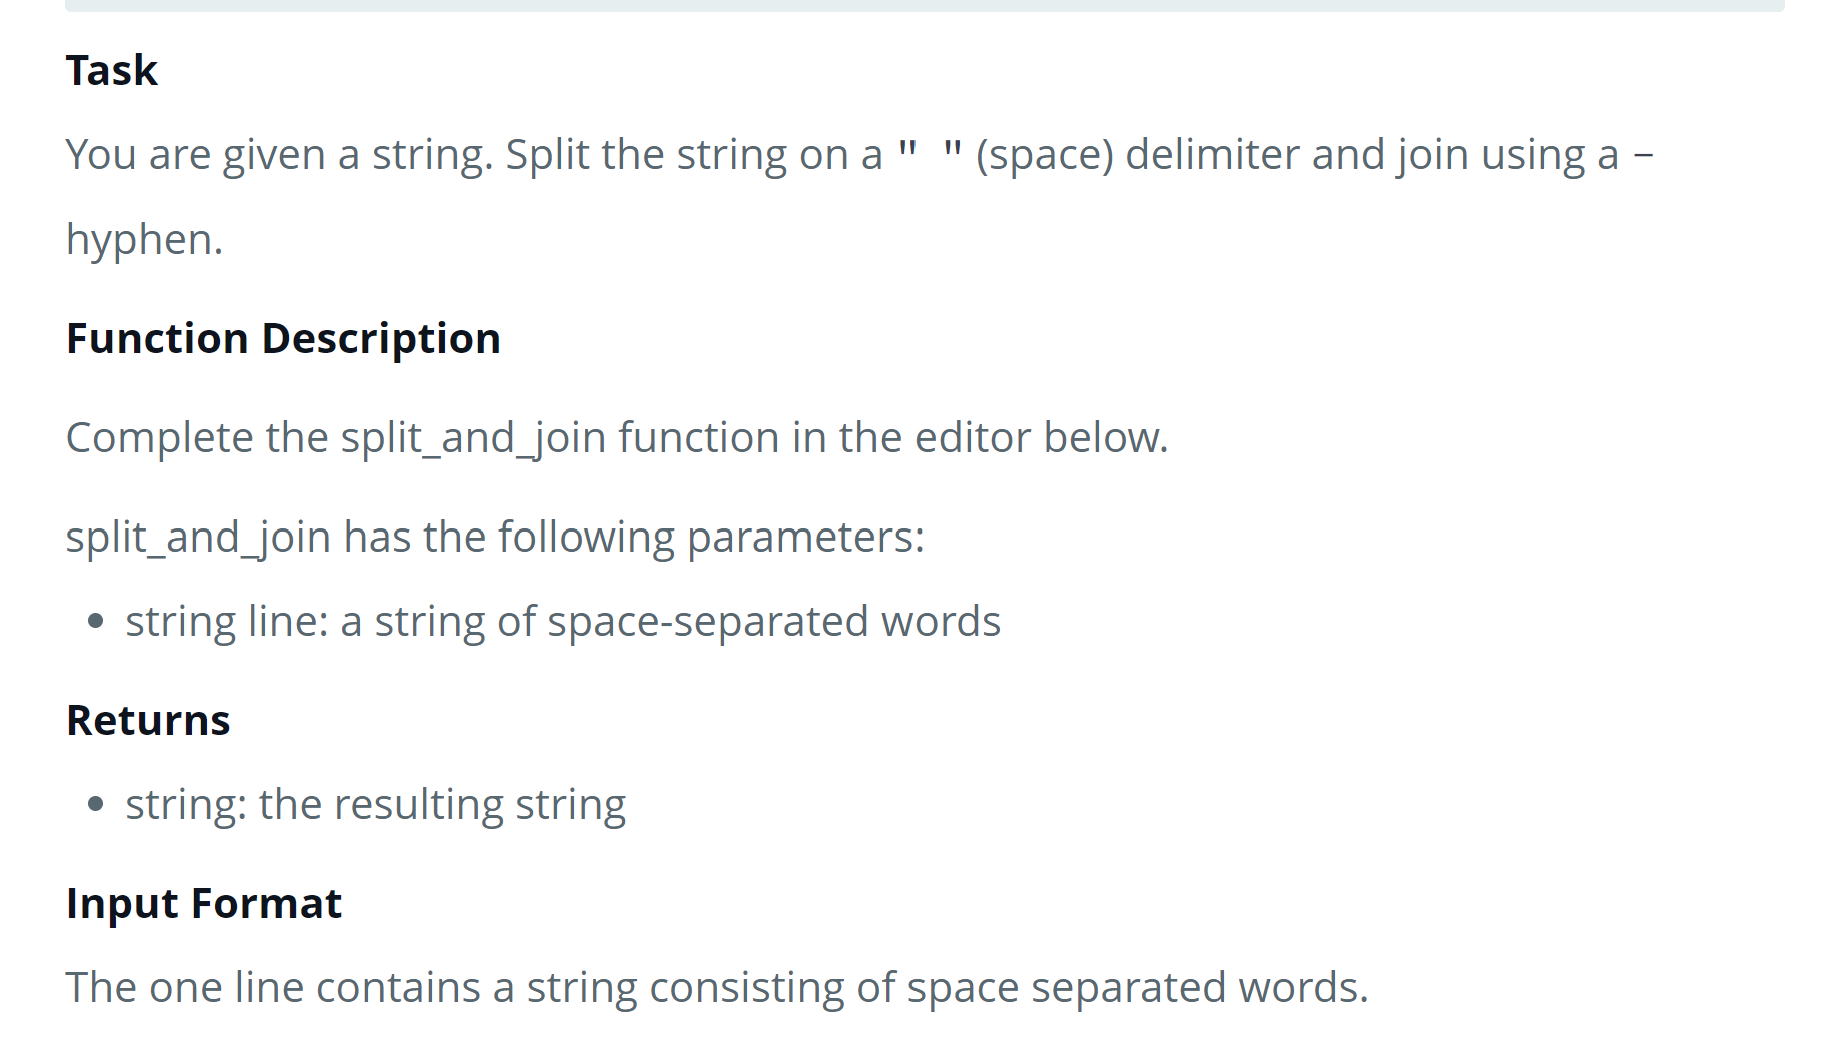 Task
You are given a string. Split the string on a " " (space) delimiter and join using a -
hyphen.
Function Description
Complete the split_and_join function in the editor below.
split_and_join has the following parameters:
• string line: a string of space-separated words
Returns
• string: the resulting string
Input Format
The one line contains a string consisting of space separated words.